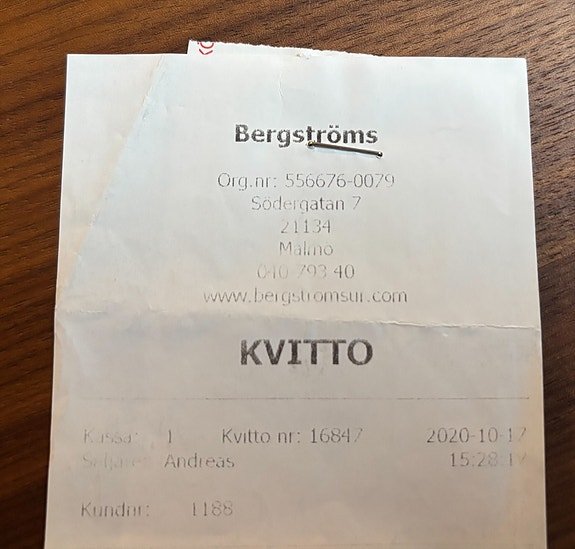 Bergströms
Org.nr: 556676-0079
Södergatan 7
21134
Malmö
040 793 40
www.bergstromsur.com
KVITTO
Kassa: 1 Kvitto nr: 16847 2020-10-17
Säljare: Andreas 15:28:17
Kundnr: 1188